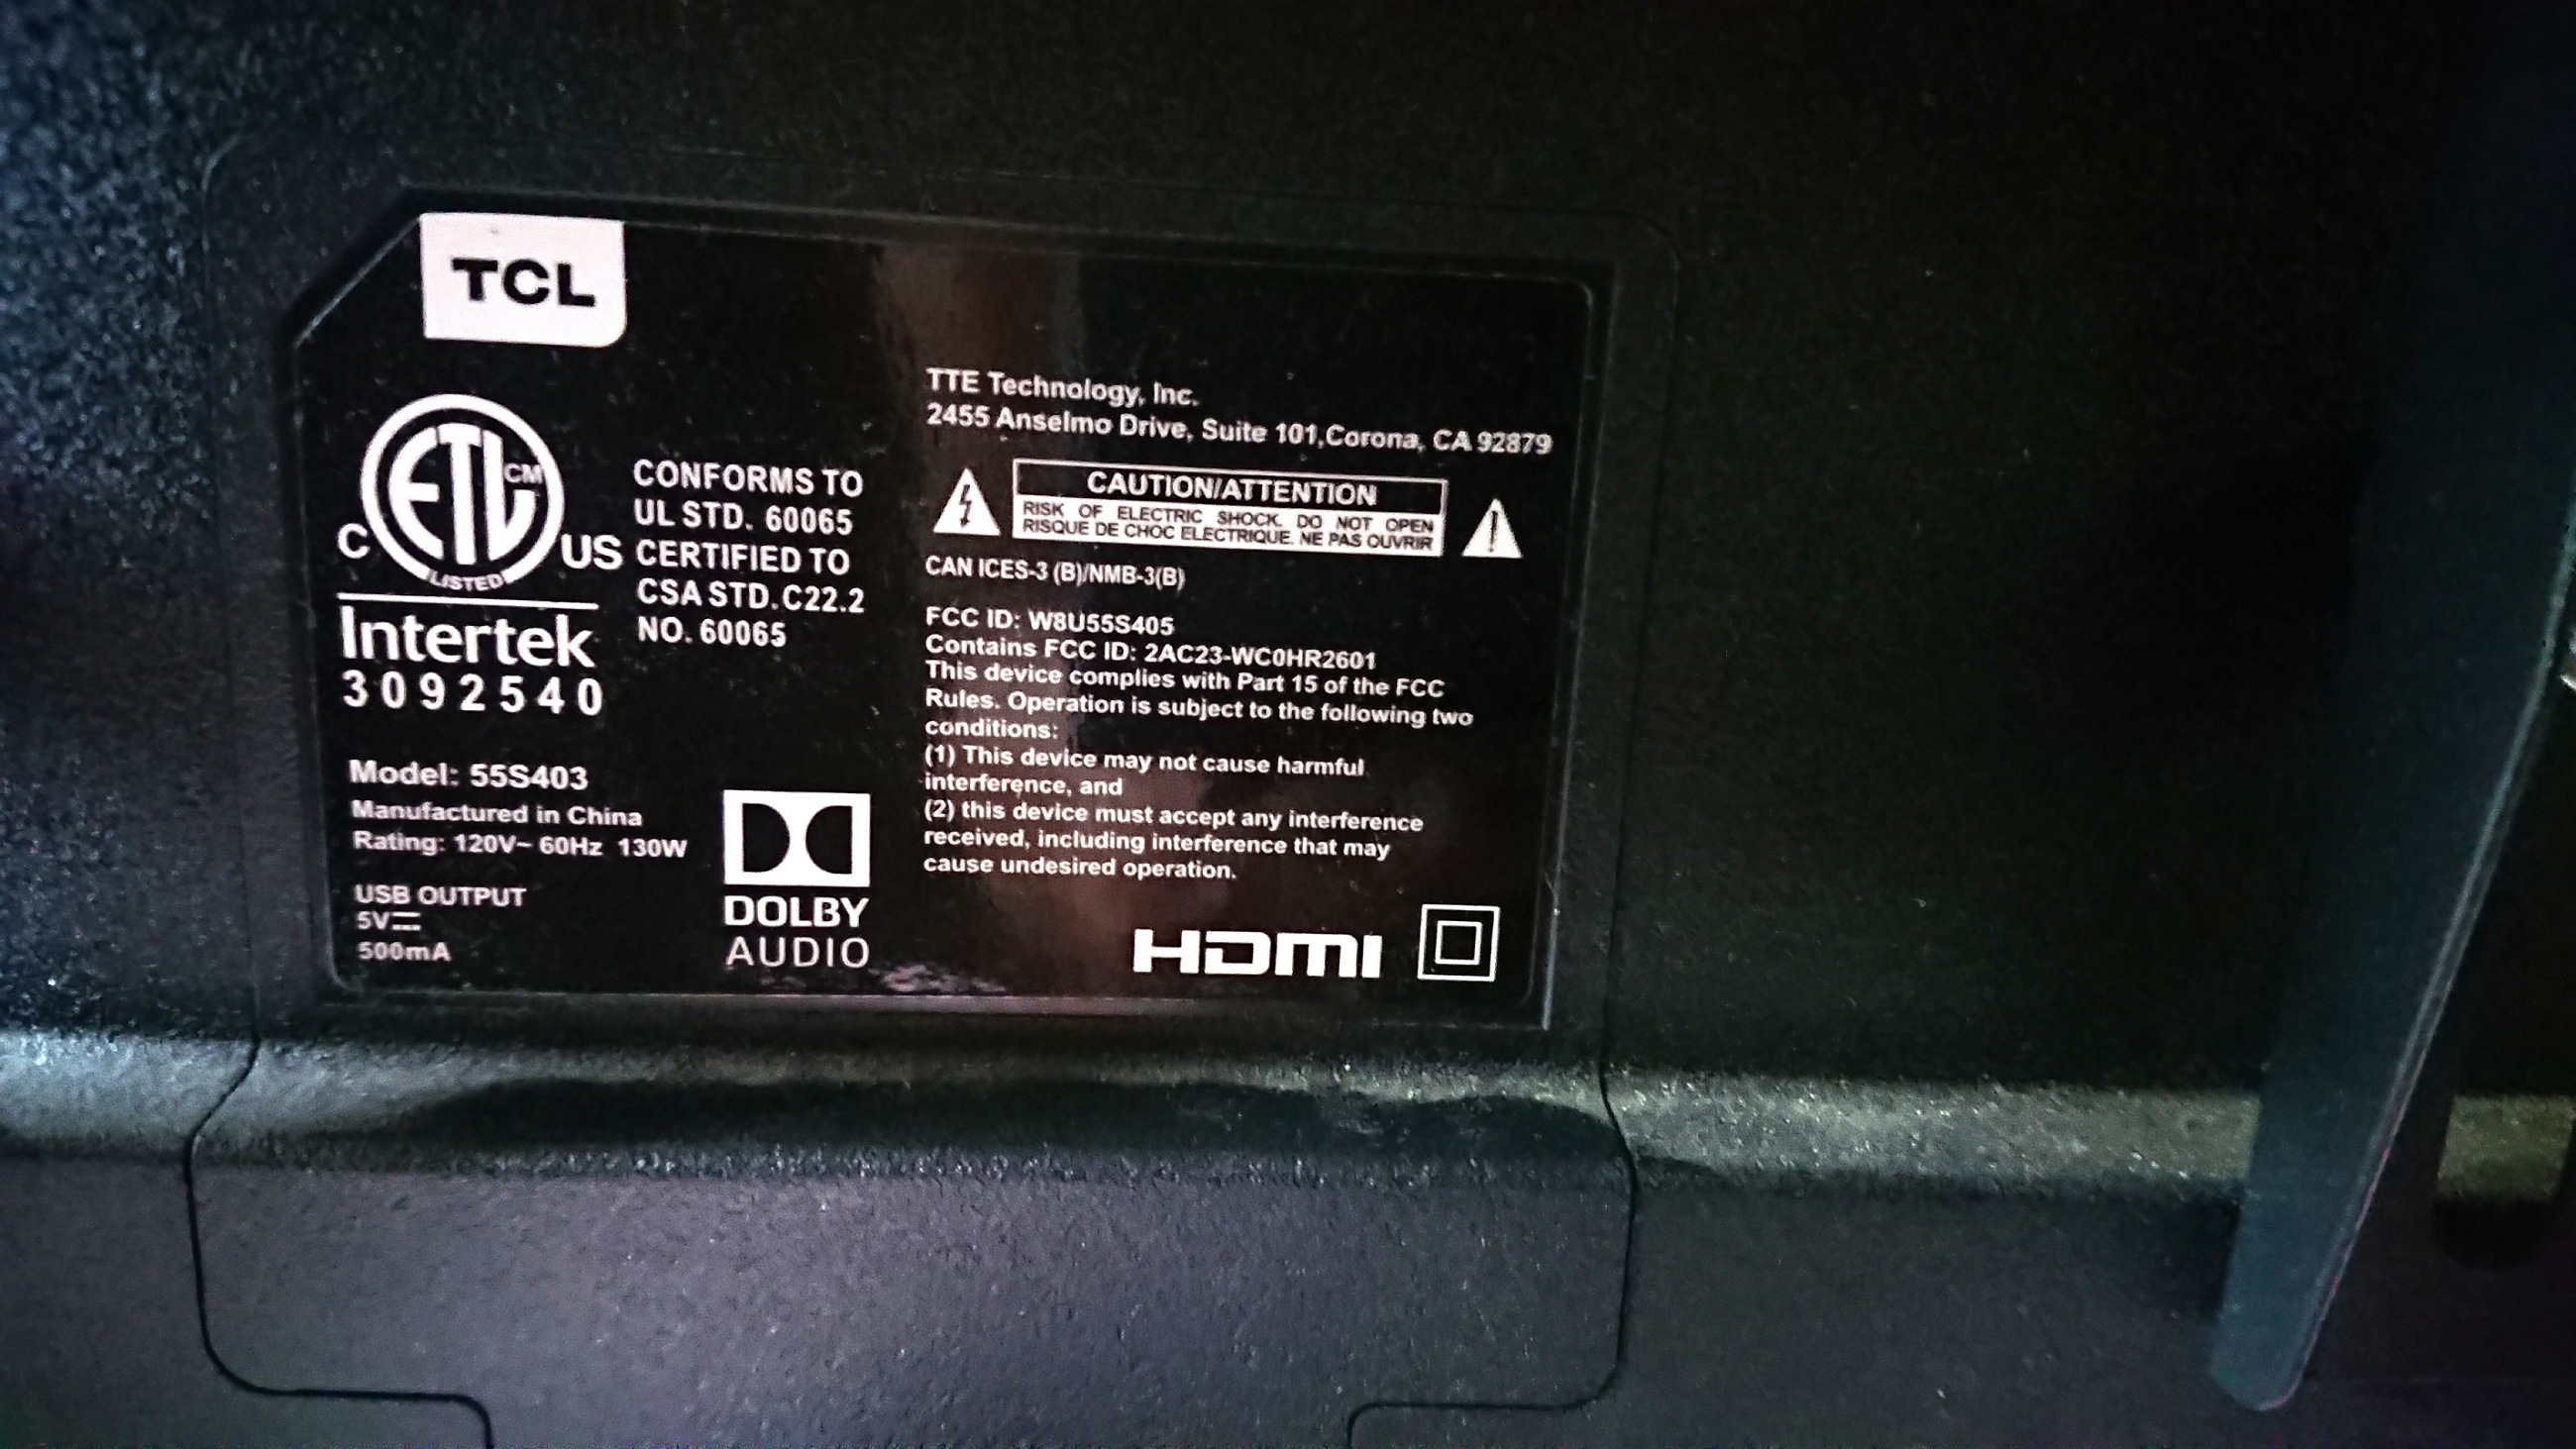 TCL
ETL CM
C US
LISTED
Intertek
3092540
CONFORMS TO
UL STD. 60065
CERTIFIED TO
CSA STD.C22.2
NO. 60065
Model: 55S403
Manufactured in China
Rating: 120V~ 60Hz 130W
USB OUTPUT
5V⎓
500mA
DOLBY
AUDIO
TTE Technology, Inc.
2455 Anselmo Drive, Suite 101,Corona, CA 92879
CAUTION/ATTENTION
RISK OF ELECTRIC SHOCK. DO NOT OPEN
RISQUE DE CHOC ELECTRIQUE. NE PAS OUVRIR
CAN ICES-3 (B)/NMB-3(B)
FCC ID: W8U55S405
Contains FCC ID: 2AC23-WC0HR2601
This device complies with Part 15 of the FCC
Rules. Operation is subject to the following two
conditions:
(1) This device may not cause harmful
interference, and
(2) this device must accept any interference
received, including interference that may
cause undesired operation.
HDMI